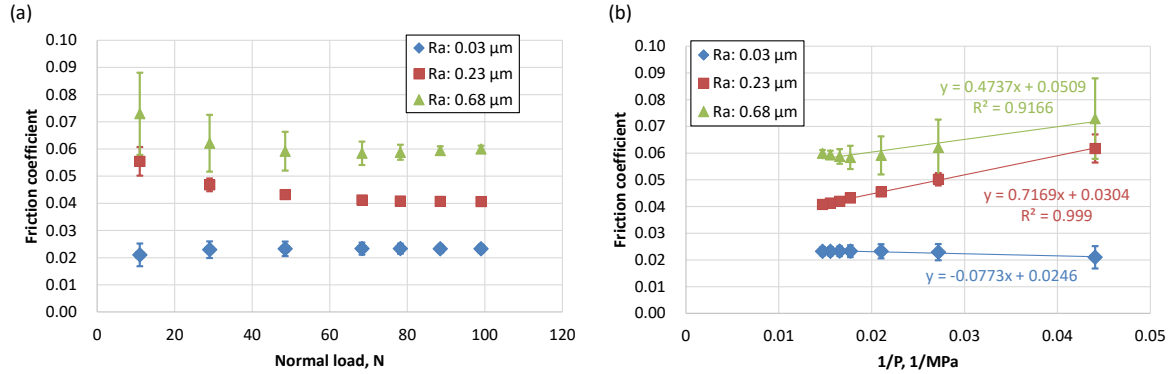 (a)
0.10
0.09
0.08
0.07
0.06
0.05
0.04
0.03
0.02
0.01
0.00
Friction coefficient
0 20 40 60 80 100 120
Normal load, N
Ra: 0.03 µm
Ra: 0.23 µm
Ra: 0.68 µm
(b)
0.10
0.09
0.08
0.07
0.06
0.05
0.04
0.03
0.02
0.01
0.00
Friction coefficient
0 0.01 0.02 0.03 0.04 0.05
1/P, 1/MPa
Ra: 0.03 µm
Ra: 0.23 µm
Ra: 0.68 µm
y = 0.4737x + 0.0509
R² = 0.9166
y = 0.7169x + 0.0304
R² = 0.999
y = -0.0773x + 0.0246